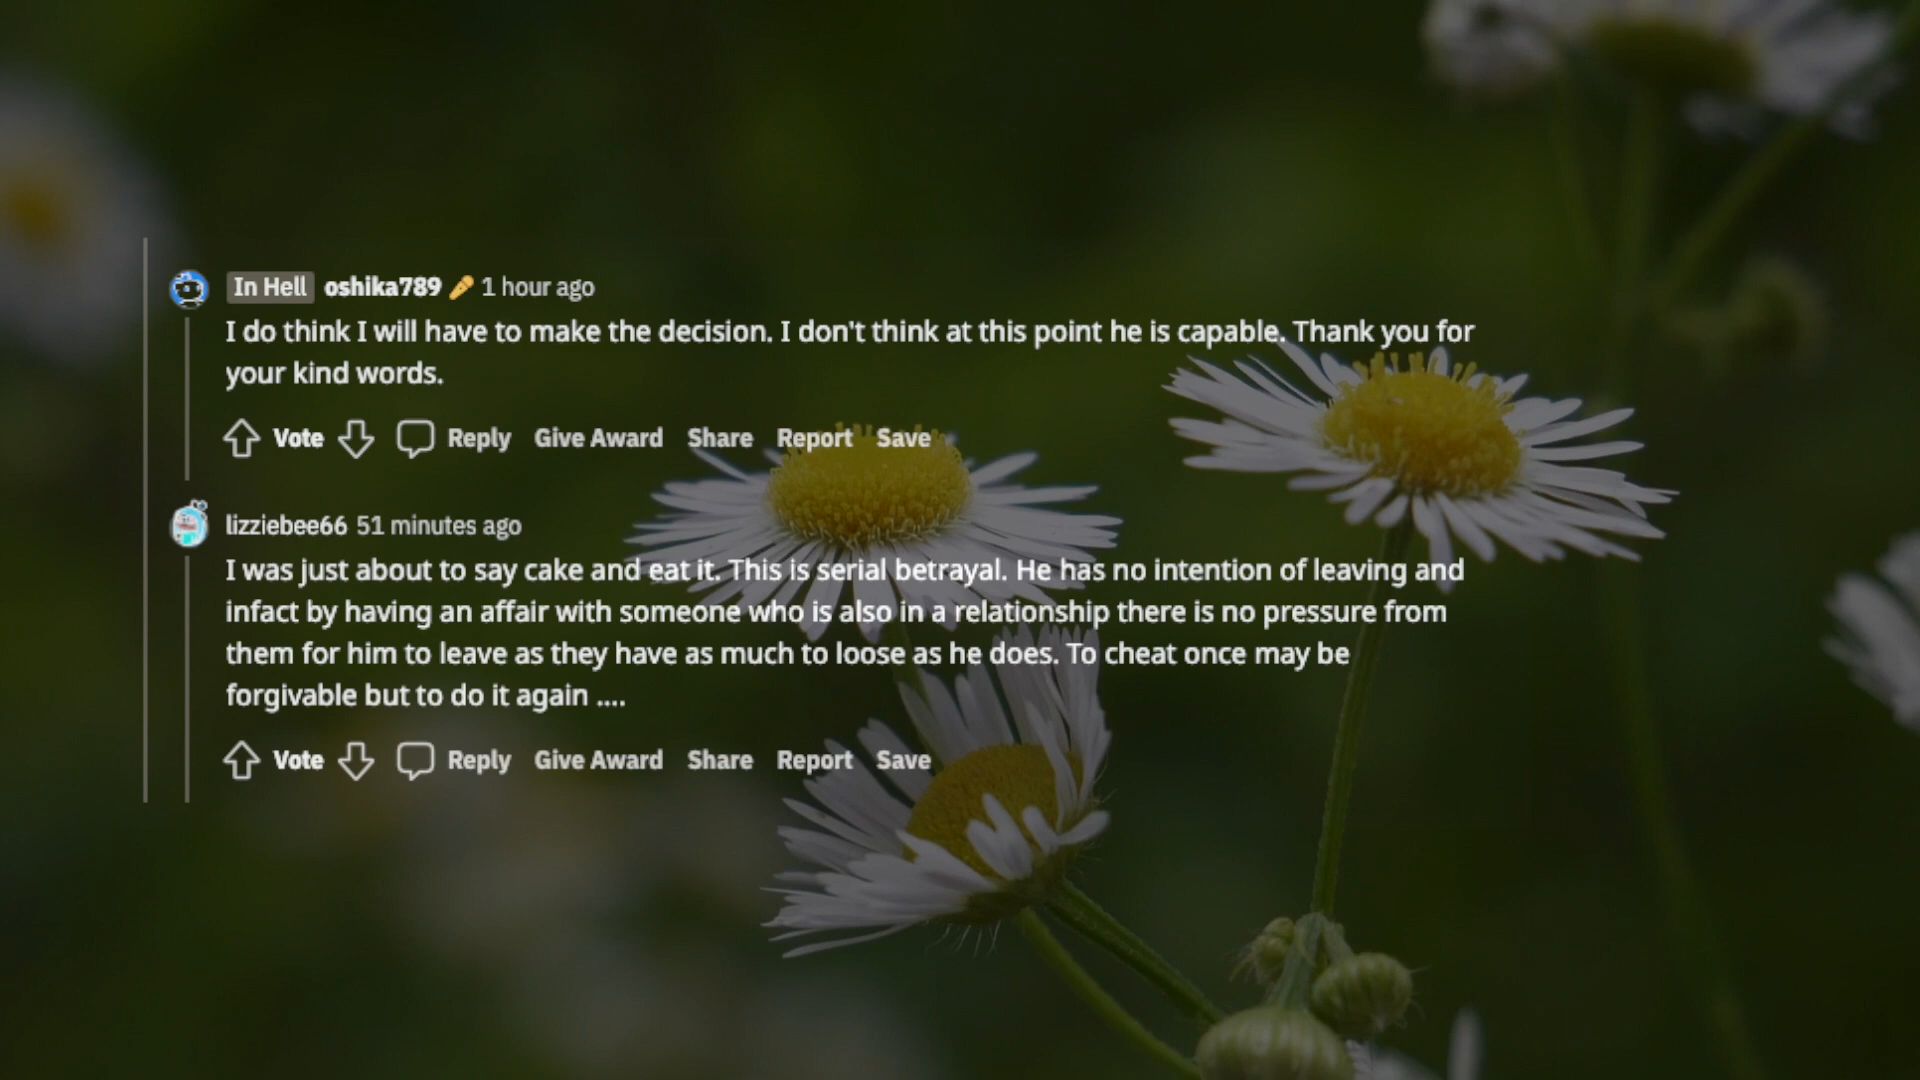 In Hell oshika789 1 hour ago
I do think I will have to make the decision. I don't think at this point he is capable. Thank you for
your kind words.
Vote Reply Give Award Share Report Save
lizziebee66 51 minutes ago
I was just about to say cake and eat it. This is serial betrayal. He has no intention of leaving and
infact by having an affair with someone who is also in a relationship there is no pressure from
them for him to leave as they have as much to loose as he does. To cheat once may be
forgivable but to do it again ....
Vote Reply Give Award Share Report Save